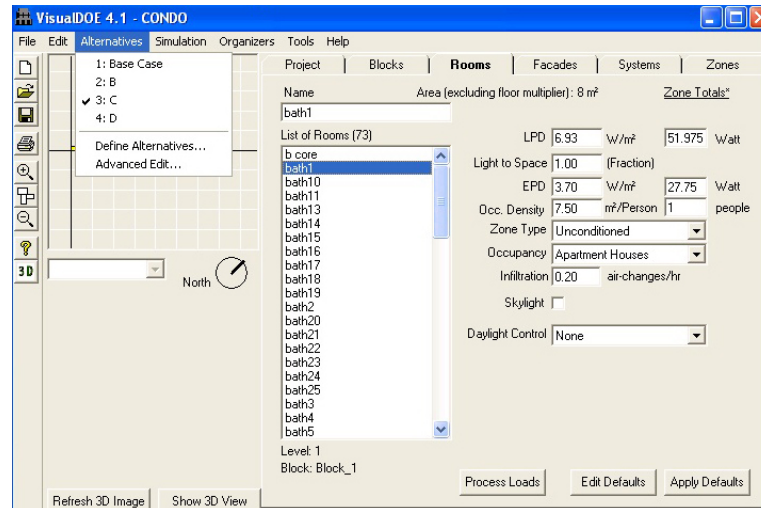 VisualDOE 4.1 - CONDO
File Edit Alternatives Simulation Organizers Tools Help
1: Base Case
2: B
3: C
4: D
Define Alternatives...
Advanced Edit...
3D
North
Refresh 3D Image Show 3D View
Project Blocks Rooms Facades Systems Zones
Name Area (excluding floor multiplier): 8 m² Zone Totals*
bath1
List of Rooms (73)
b core
bath1
bath10
bath11
bath13
bath14
bath15
bath16
bath17
bath18
bath19
bath2
bath20
bath21
bath22
bath23
bath24
bath25
bath3
bath4
bath5
Level: 1
Block: Block_1
LPD 6.93 W/m² 51.975 Watt
Light to Space 1.00 (Fraction)
EPD 3.70 W/m² 27.75 Watt
Occ. Density 7.50 m²/Person 1 people
Zone Type Unconditioned
Occupancy Apartment Houses
Infiltration 0.20 air-changes/hr
Skylight
Daylight Control None
Process Loads Edit Defaults Apply Defaults